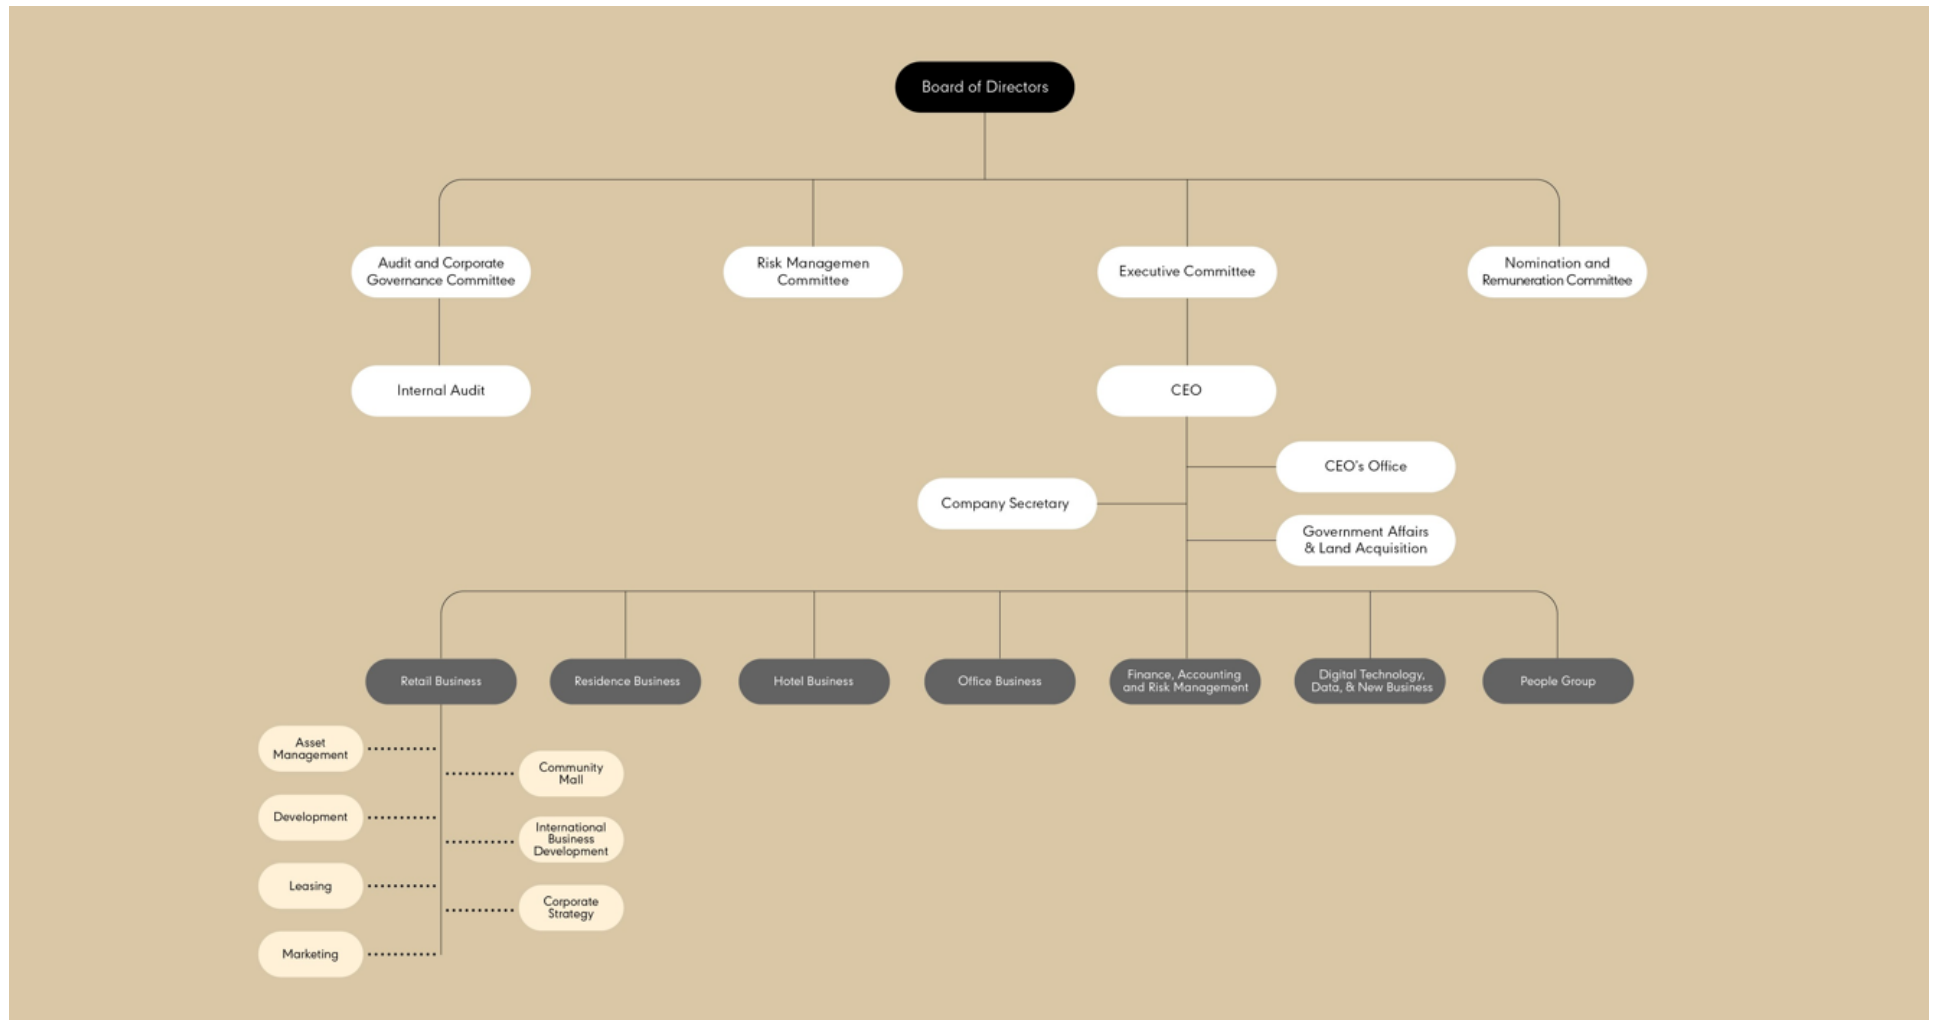 Board of Directors
Audit and Corporate
Governance Committee
Risk Managemen
Committee
Executive Committee
Nomination and
Remuneration Committee
Internal Audit
CEO
CEO's Office
Company Secretary
Government Affairs
& Land Acquisition
Retail Business
Residence Business
Hotel Business
Office Business
Finance, Accounting
and Risk Management
Digital Technology,
Data, & New Business
People Group
Asset
Management
Community
Mall
Development
International
Business
Development
Leasing
Corporate
Strategy
Marketing